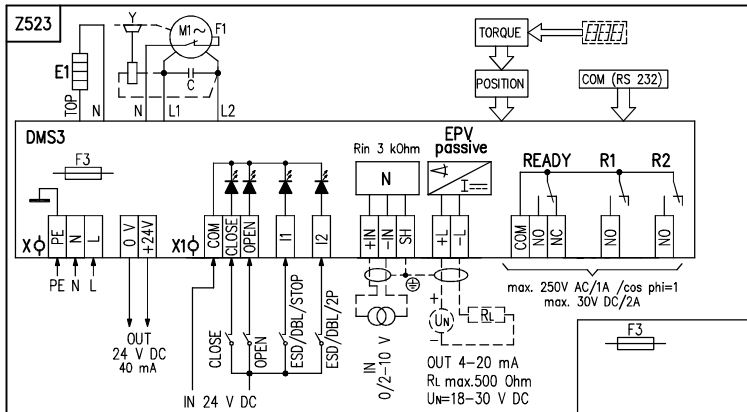 Z523
Y
M1~
F1
E1
C
TOP
N
N
L1
L2
TORQUE
POSITION
COM (RS 232)
DMS3
F3
Rin 3 kOhm
N
EPV
passive
I
READY
R1
R2
X
PE
N
L
0 V
+24V
X1
COM
CLOSE
OPEN
I1
I2
+IN
-IN
SH
+L
-L
COM
NO
NC
NO
NO
PE N L
OUT
24 V DC
40 mA
CLOSE
OPEN
ESD/DBL/STOP
ESD/DBL/2P
IN 24 V DC
IN
0/2-10 V
+
UN
-
RL
OUT 4-20 mA
RL max.500 Ohm
UN=18-30 V DC
max. 250V AC/1A /cos phi=1
max. 30V DC/2A
F3